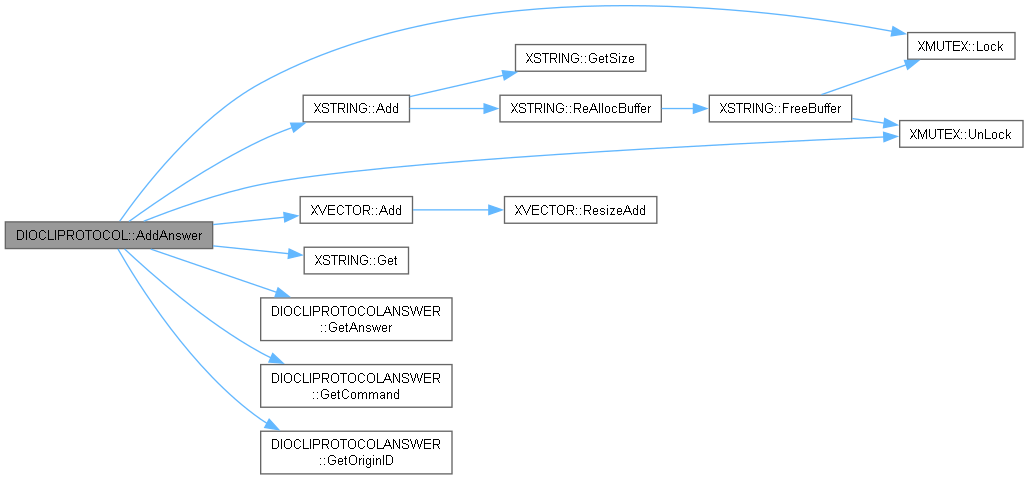 XMUTEX::Lock
XSTRING::GetSize
XSTRING::Add
XSTRING::ReAllocBuffer
XSTRING::FreeBuffer
XMUTEX::UnLock
XVECTOR::Add
XVECTOR::ResizeAdd
DIOCLIPROTOCOL::AddAnswer
XSTRING::Get
DIOCLIPROTOCOLANSWER
::GetAnswer
DIOCLIPROTOCOLANSWER
::GetCommand
DIOCLIPROTOCOLANSWER
::GetOriginID